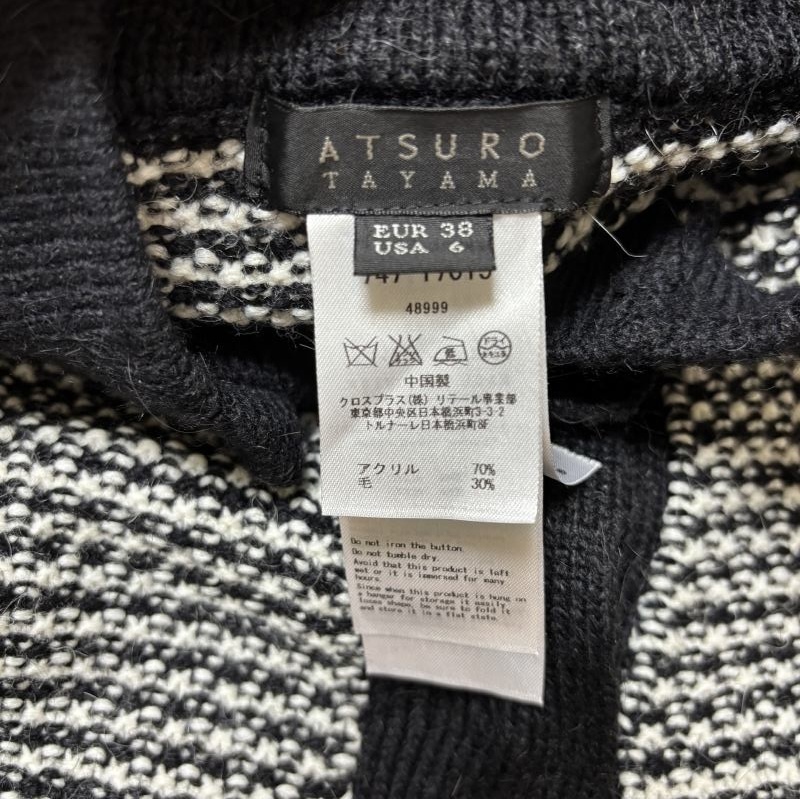 ATSURO
TAYAMA
EUR 38
USA 6
48999
中国製
クロスプラス(株) リテール事業部
東京都中央区日本橋浜町3-3-2
トルナーレ日本橋浜町8F
アクリル 70%
毛 30%
Do not iron the button.
Do not tumble dry.
Avoid that this product is left
wet or it is immersed for many
hours.
Since when this product is hung on
a hanger for storage it easily
loses shape, be sure to fold it
and store it in a flat state.